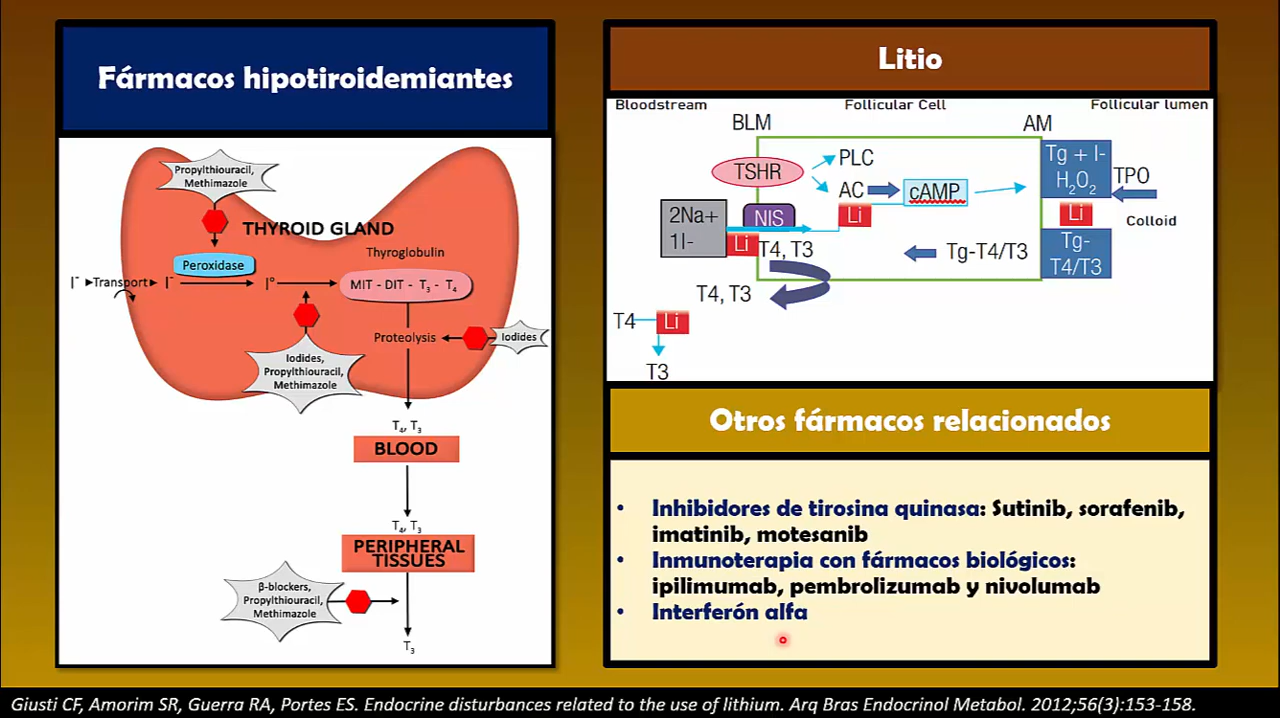 Fármacos hipotiroidemiantes
Propylthiouracil,
Methimazole
THYROID GLAND
Thyroglobulin
Peroxidase
I⁻ Transport I⁻ I° MIT - DIT - T₃ - T₄
Proteolysis
Iodides
Iodides,
Propylthiouracil,
Methimazole
T₄, T₃
BLOOD
T₄, T₃
PERIPHERAL
TISSUES
β-blockers,
Propylthiouracil,
Methimazole
T₃
Litio
Bloodstream Follicular Cell Follicular lumen
BLM AM
TSHR
PLC
AC cAMP
Tg + I-
H₂O₂
TPO
2Na+
1I-
NIS
Li
Li
Li
Colloid
T4, T3
Tg-T4/T3
Tg-
T4/T3
T4, T3
T4 Li
T3
Otros fármacos relacionados
• Inhibidores de tirosina quinasa: Sutinib, sorafenib,
imatinib, motesanib
• Inmunoterapia con fármacos biológicos:
ipilimumab, pembrolizumab y nivolumab
• Interferón alfa
Giusti CF, Amorim SR, Guerra RA, Portes ES. Endocrine disturbances related to the use of lithium. Arq Bras Endocrinol Metabol. 2012;56(3):153-158.